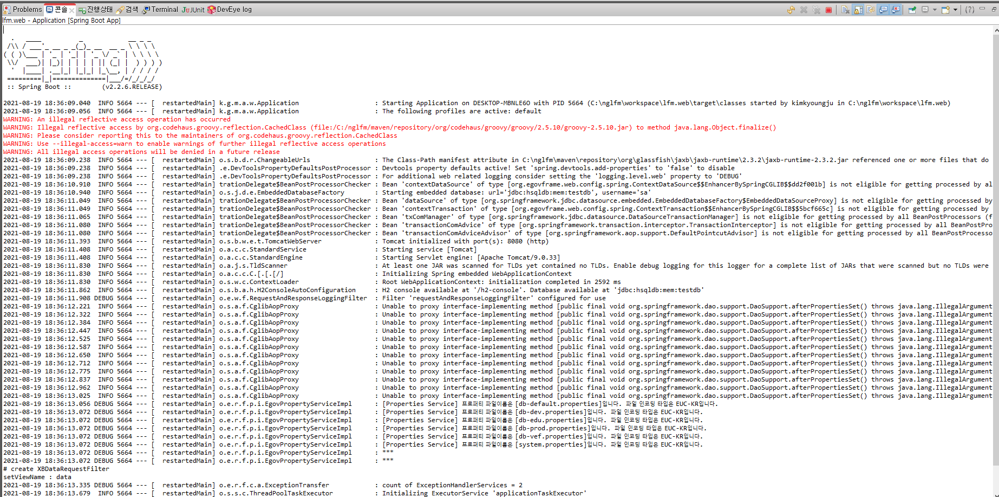 Problems 콘솔 진행상태 검색 Terminal JUnit DevEye log
lfm.web - Application [Spring Boot App]
  .   ____          _            __ _ _
 /\\ / ___'_ __ _ _(_)_ __  __ _ \ \ \ \
( ( )\___ | '_ | '_| | '_ \/ _` | \ \ \ \
 \\/  ___)| |_)| | | | | || (_| |  ) ) ) )
  '  |____| .__|_| |_|_| |_\__, | / / / /
 =========|_|==============|___/=/_/_/_/
 :: Spring Boot ::        (v2.2.6.RELEASE)
2021-08-19 18:36:09.040  INFO 5664 --- [  restartedMain] k.g.m.a.w.Application                    : Starting Application on DESKTOP-MBNLE6O with PID 5664 (C:\nglfm\workspace\lfm.web\target\classes started by kimkyoungju in C:\nglfm\workspace\lfm.web)
2021-08-19 18:36:09.056  INFO 5664 --- [  restartedMain] k.g.m.a.w.Application                    : The following profiles are active: default
WARNING: An illegal reflective access operation has occurred
WARNING: Illegal reflective access by org.codehaus.groovy.reflection.CachedClass (file:/C:/nglfm/maven/repository/org/codehaus/groovy/groovy/2.5.10/groovy-2.5.10.jar) to method java.lang.Object.finalize()
WARNING: Please consider reporting this to the maintainers of org.codehaus.groovy.reflection.CachedClass
WARNING: Use --illegal-access=warn to enable warnings of further illegal reflective access operations
WARNING: All illegal access operations will be denied in a future release
2021-08-19 18:36:09.238  INFO 5664 --- [  restartedMain] o.s.b.d.r.ChangeableUrls                 : The Class-Path manifest attribute in C:\nglfm\maven\repository\org\glassfish\jaxb\jaxb-runtime\2.3.2\jaxb-runtime-2.3.2.jar referenced one or more files that do
2021-08-19 18:36:09.238  INFO 5664 --- [  restartedMain] .e.DevToolsPropertyDefaultsPostProcessor : Devtools property defaults active! Set 'spring.devtools.add-properties' to 'false' to disable
2021-08-19 18:36:09.238  INFO 5664 --- [  restartedMain] .e.DevToolsPropertyDefaultsPostProcessor : For additional web related logging consider setting the 'logging.level.web' property to 'DEBUG'
2021-08-19 18:36:10.910  INFO 5664 --- [  restartedMain] trationDelegate$BeanPostProcessorChecker : Bean 'contextDataSource' of type [org.egovframe.web.config.spring.ContextDataSource$$EnhancerBySpringCGLIB$$dd2f001b] is not eligible for getting processed by al
2021-08-19 18:36:10.940  INFO 5664 --- [  restartedMain] o.s.j.d.e.EmbeddedDatabaseFactory        : Starting embedded database: url='jdbc:hsqldb:mem:testdb', username='sa'
2021-08-19 18:36:11.049  INFO 5664 --- [  restartedMain] trationDelegate$BeanPostProcessorChecker : Bean 'dataSource' of type [org.springframework.jdbc.datasource.embedded.EmbeddedDatabaseFactory$EmbeddedDataSourceProxy] is not eligible for getting processed by
2021-08-19 18:36:11.049  INFO 5664 --- [  restartedMain] trationDelegate$BeanPostProcessorChecker : Bean 'contextTransaction' of type [org.egovframe.web.config.spring.ContextTransaction$$EnhancerBySpringCGLIB$$5bcf665c] is not eligible for getting processed by
2021-08-19 18:36:11.065  INFO 5664 --- [  restartedMain] trationDelegate$BeanPostProcessorChecker : Bean 'txComManager' of type [org.springframework.jdbc.datasource.DataSourceTransactionManager] is not eligible for getting processed by all BeanPostProcessors (f
2021-08-19 18:36:11.080  INFO 5664 --- [  restartedMain] trationDelegate$BeanPostProcessorChecker : Bean 'transactionComAdvice' of type [org.springframework.transaction.interceptor.TransactionInterceptor] is not eligible for getting processed by all BeanPostPro
2021-08-19 18:36:11.080  INFO 5664 --- [  restartedMain] trationDelegate$BeanPostProcessorChecker : Bean 'transactionComAdviceAdvisor' of type [org.springframework.aop.support.DefaultPointcutAdvisor] is not eligible for getting processed by all BeanPostProcesso
2021-08-19 18:36:11.393  INFO 5664 --- [  restartedMain] o.s.b.w.e.t.TomcatWebServer              : Tomcat initialized with port(s): 8080 (http)
2021-08-19 18:36:11.408  INFO 5664 --- [  restartedMain] o.a.c.c.StandardService                  : Starting service [Tomcat]
2021-08-19 18:36:11.408  INFO 5664 --- [  restartedMain] o.a.c.c.StandardEngine                   : Starting Servlet engine: [Apache Tomcat/9.0.33]
2021-08-19 18:36:11.830  INFO 5664 --- [  restartedMain] o.a.j.s.TldScanner                       : At least one JAR was scanned for TLDs yet contained no TLDs. Enable debug logging for this logger for a complete list of JARs that were scanned but no TLDs were
2021-08-19 18:36:11.830  INFO 5664 --- [  restartedMain] o.a.c.c.C.[.[.[/]                        : Initializing Spring embedded WebApplicationContext
2021-08-19 18:36:11.830  INFO 5664 --- [  restartedMain] o.s.w.c.ContextLoader                    : Root WebApplicationContext: initialization completed in 2592 ms
2021-08-19 18:36:11.862  INFO 5664 --- [  restartedMain] o.s.b.a.h.H2ConsoleAutoConfiguration     : H2 console available at '/h2-console'. Database available at 'jdbc:hsqldb:mem:testdb'
2021-08-19 18:36:11.908 DEBUG 5664 --- [  restartedMain] o.e.w.f.RequestAndResponseLoggingFilter  : Filter 'requestAndResponseLoggingFilter' configured for use
2021-08-19 18:36:12.221  INFO 5664 --- [  restartedMain] o.s.a.f.CglibAopProxy                    : Unable to proxy interface-implementing method [public final void org.springframework.dao.support.DaoSupport.afterPropertiesSet() throws java.lang.IllegalArgument
2021-08-19 18:36:12.322  INFO 5664 --- [  restartedMain] o.s.a.f.CglibAopProxy                    : Unable to proxy interface-implementing method [public final void org.springframework.dao.support.DaoSupport.afterPropertiesSet() throws java.lang.IllegalArgument
2021-08-19 18:36:12.384  INFO 5664 --- [  restartedMain] o.s.a.f.CglibAopProxy                    : Unable to proxy interface-implementing method [public final void org.springframework.dao.support.DaoSupport.afterPropertiesSet() throws java.lang.IllegalArgument
2021-08-19 18:36:12.447  INFO 5664 --- [  restartedMain] o.s.a.f.CglibAopProxy                    : Unable to proxy interface-implementing method [public final void org.springframework.dao.support.DaoSupport.afterPropertiesSet() throws java.lang.IllegalArgument
2021-08-19 18:36:12.525  INFO 5664 --- [  restartedMain] o.s.a.f.CglibAopProxy                    : Unable to proxy interface-implementing method [public final void org.springframework.dao.support.DaoSupport.afterPropertiesSet() throws java.lang.IllegalArgument
2021-08-19 18:36:12.587  INFO 5664 --- [  restartedMain] o.s.a.f.CglibAopProxy                    : Unable to proxy interface-implementing method [public final void org.springframework.dao.support.DaoSupport.afterPropertiesSet() throws java.lang.IllegalArgument
2021-08-19 18:36:12.650  INFO 5664 --- [  restartedMain] o.s.a.f.CglibAopProxy                    : Unable to proxy interface-implementing method [public final void org.springframework.dao.support.DaoSupport.afterPropertiesSet() throws java.lang.IllegalArgument
2021-08-19 18:36:12.712  INFO 5664 --- [  restartedMain] o.s.a.f.CglibAopProxy                    : Unable to proxy interface-implementing method [public final void org.springframework.dao.support.DaoSupport.afterPropertiesSet() throws java.lang.IllegalArgument
2021-08-19 18:36:12.775  INFO 5664 --- [  restartedMain] o.s.a.f.CglibAopProxy                    : Unable to proxy interface-implementing method [public final void org.springframework.dao.support.DaoSupport.afterPropertiesSet() throws java.lang.IllegalArgument
2021-08-19 18:36:12.837  INFO 5664 --- [  restartedMain] o.s.a.f.CglibAopProxy                    : Unable to proxy interface-implementing method [public final void org.springframework.dao.support.DaoSupport.afterPropertiesSet() throws java.lang.IllegalArgument
2021-08-19 18:36:12.962  INFO 5664 --- [  restartedMain] o.s.a.f.CglibAopProxy                    : Unable to proxy interface-implementing method [public final void org.springframework.dao.support.DaoSupport.afterPropertiesSet() throws java.lang.IllegalArgument
2021-08-19 18:36:13.025  INFO 5664 --- [  restartedMain] o.s.a.f.CglibAopProxy                    : Unable to proxy interface-implementing method [public final void org.springframework.dao.support.DaoSupport.afterPropertiesSet() throws java.lang.IllegalArgument
2021-08-19 18:36:13.056 DEBUG 5664 --- [  restartedMain] o.e.r.f.p.i.EgovPropertyServiceImpl      : [Properties Service] 프로퍼티 파일이름은 [db-default.properties]입니다. 파일 인코딩 타입은 EUC-KR입니다.
2021-08-19 18:36:13.072 DEBUG 5664 --- [  restartedMain] o.e.r.f.p.i.EgovPropertyServiceImpl      : [Properties Service] 프로퍼티 파일이름은 [db-dev.properties]입니다. 파일 인코딩 타입은 EUC-KR입니다.
2021-08-19 18:36:13.072 DEBUG 5664 --- [  restartedMain] o.e.r.f.p.i.EgovPropertyServiceImpl      : [Properties Service] 프로퍼티 파일이름은 [db-edu.properties]입니다. 파일 인코딩 타입은 EUC-KR입니다.
2021-08-19 18:36:13.072 DEBUG 5664 --- [  restartedMain] o.e.r.f.p.i.EgovPropertyServiceImpl      : [Properties Service] 프로퍼티 파일이름은 [db-prod.properties]입니다. 파일 인코딩 타입은 EUC-KR입니다.
2021-08-19 18:36:13.072 DEBUG 5664 --- [  restartedMain] o.e.r.f.p.i.EgovPropertyServiceImpl      : [Properties Service] 프로퍼티 파일이름은 [db-vef.properties]입니다. 파일 인코딩 타입은 EUC-KR입니다.
2021-08-19 18:36:13.072 DEBUG 5664 --- [  restartedMain] o.e.r.f.p.i.EgovPropertyServiceImpl      : [Properties Service] 프로퍼티 파일이름은 [system.properties]입니다. 파일 인코딩 타입은 EUC-KR입니다.
2021-08-19 18:36:13.072 DEBUG 5664 --- [  restartedMain] o.e.r.f.p.i.EgovPropertyServiceImpl      : ***
2021-08-19 18:36:13.072 DEBUG 5664 --- [  restartedMain] o.e.r.f.p.i.EgovPropertyServiceImpl      : ***
# create XBDataRequestFilter
setViewName : data
2021-08-19 18:36:13.335 DEBUG 5664 --- [  restartedMain] o.e.r.f.c.a.ExceptionTransfer            : count of ExceptionHandlerServices = 2
2021-08-19 18:36:13.679  INFO 5664 --- [  restartedMain] o.s.s.c.ThreadPoolTaskExecutor           : Initializing ExecutorService 'applicationTaskExecutor'